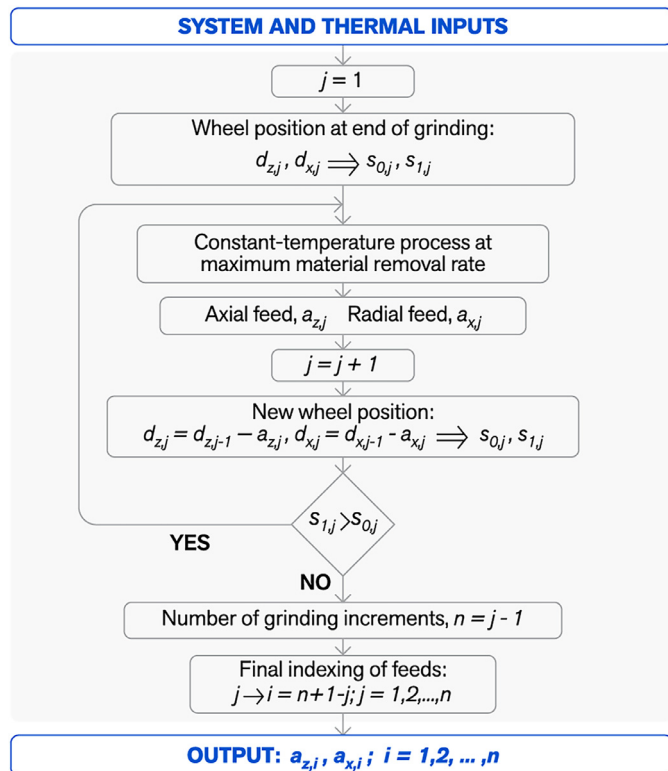 SYSTEM AND THERMAL INPUTS
j = 1
Wheel position at end of grinding:
d_{z,j}, d_{x,j} ⟹ s_{0,j}, s_{1,j}
Constant-temperature process at
maximum material removal rate
Axial feed, a_{z,j} Radial feed, a_{x,j}
j = j + 1
New wheel position:
d_{z,j} = d_{z,j-1} – a_{z,j}, d_{x,j} = d_{x,j-1} - a_{x,j} ⟹ s_{0,j}, s_{1,j}
s_{1,j}>s_{0,j}
YES
NO
Number of grinding increments, n = j - 1
Final indexing of feeds:
j→i = n+1-j; j = 1,2,...,n
OUTPUT: a_{z,i}, a_{x,i}; i = 1,2, ... ,n